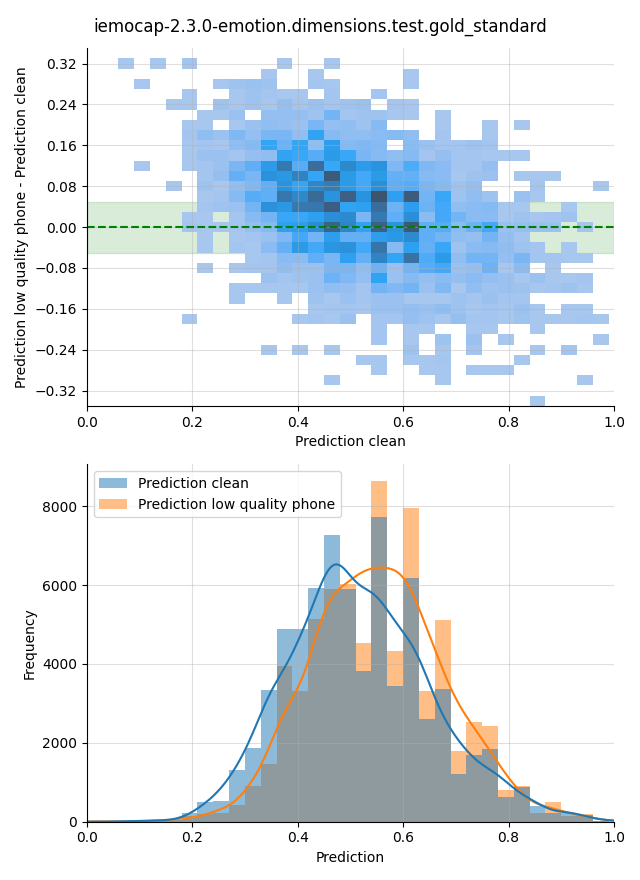 iemocap-2.3.0-emotion.dimensions.test.gold_standard
Prediction low quality phone - Prediction clean
0.32
0.24
0.16
0.08
0.00
−0.08
−0.16
−0.24
−0.32
0.0 0.2 0.4 0.6 0.8 1.0
Prediction clean
Prediction clean
Prediction low quality phone
Frequency
8000
6000
4000
2000
0
0.0 0.2 0.4 0.6 0.8 1.0
Prediction